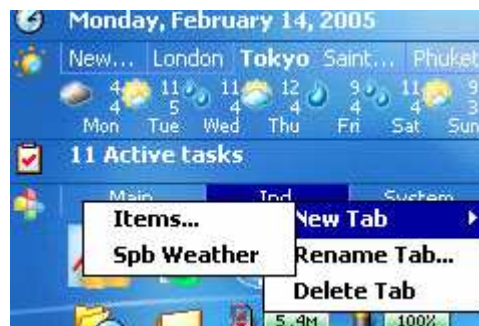 Monday, February 14, 2005
New... London Tokyo Saint... Phuket
4 11 11 12 9 11 9
4 5 4 4 4 4 3
Mon Tue Wed Thu Fri Sat Sun
11 Active tasks
Main Ind System
Items... New Tab
Spb Weather Rename Tab...
Delete Tab
5.4M 100%